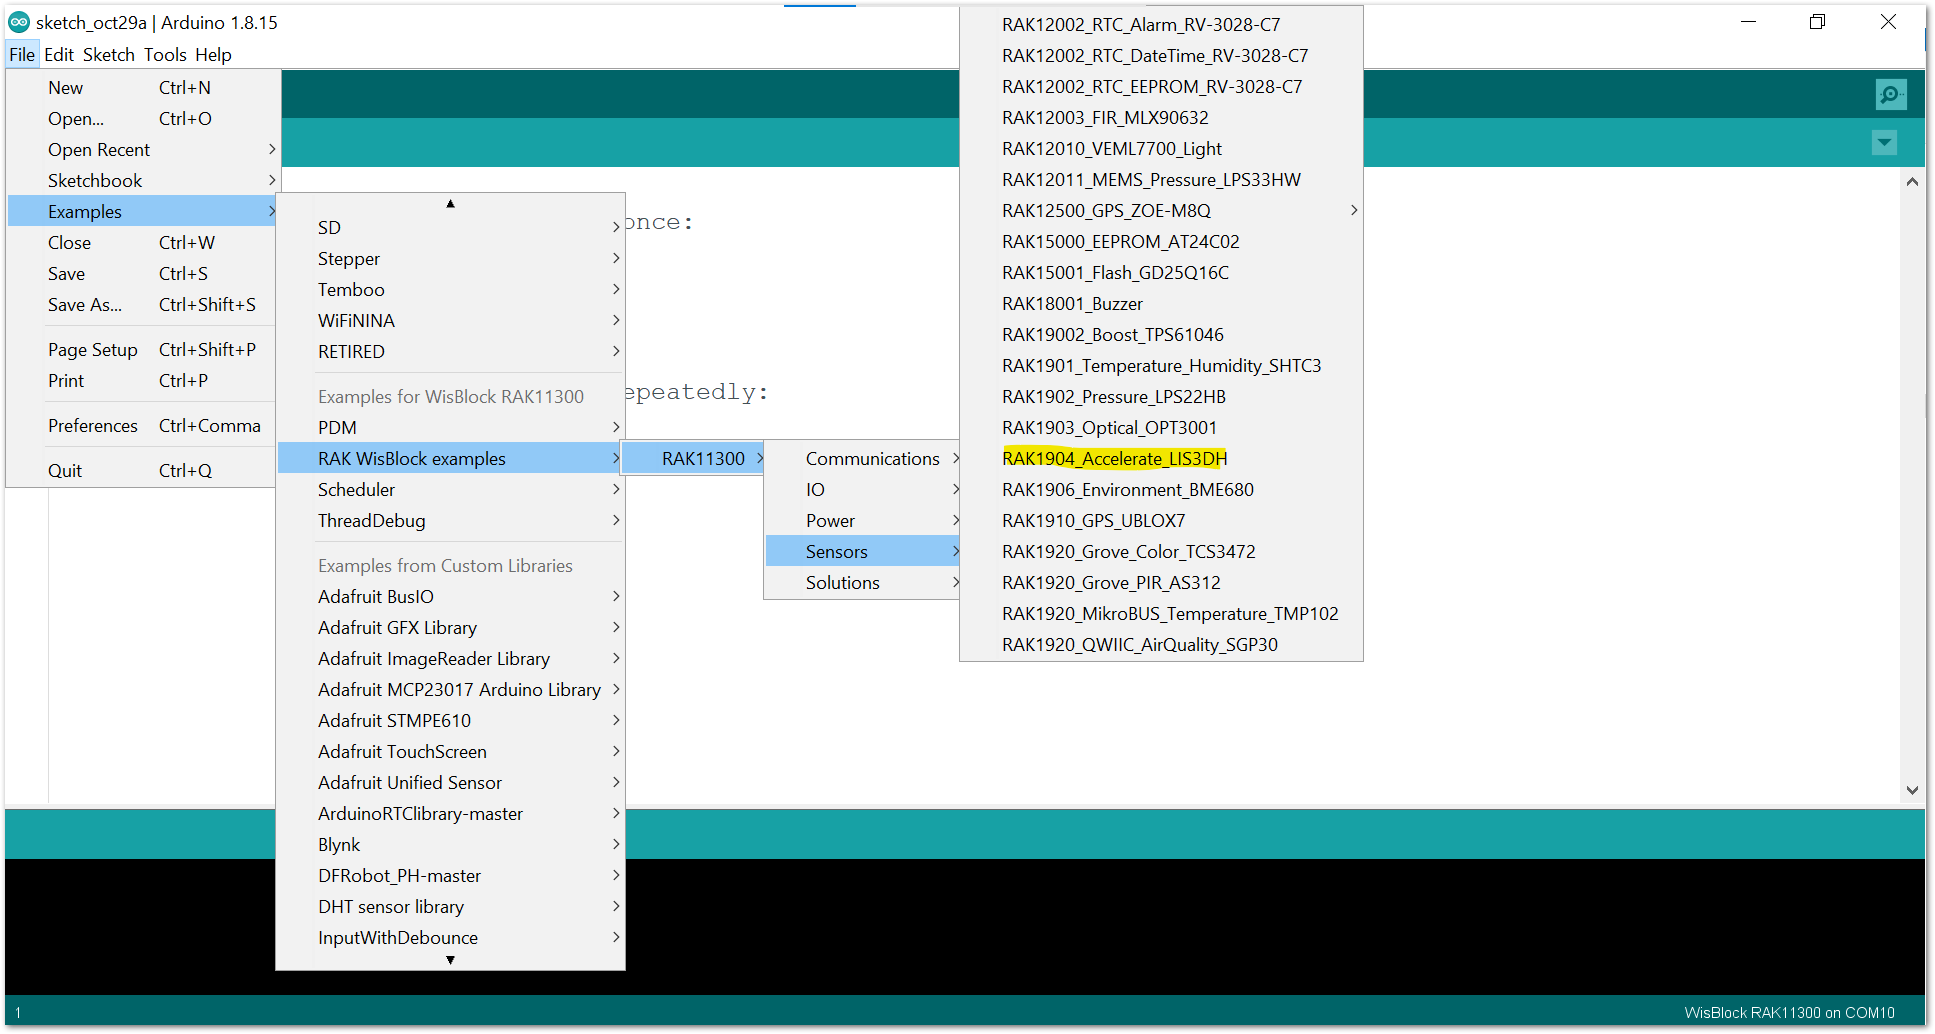 sketch_oct29a | Arduino 1.8.15
File Edit Sketch Tools Help
New Ctrl+N
Open... Ctrl+O
Open Recent
Sketchbook
Examples
Close Ctrl+W
Save Ctrl+S
Save As... Ctrl+Shift+S
Page Setup Ctrl+Shift+P
Print Ctrl+P
Preferences Ctrl+Comma
Quit Ctrl+Q
SD
Stepper
Temboo
WiFiNINA
RETIRED
Examples for WisBlock RAK11300
PDM
RAK WisBlock examples
Scheduler
ThreadDebug
Examples from Custom Libraries
Adafruit BusIO
Adafruit GFX Library
Adafruit ImageReader Library
Adafruit MCP23017 Arduino Library
Adafruit STMPE610
Adafruit TouchScreen
Adafruit Unified Sensor
ArduinoRTClibrary-master
Blynk
DFRobot_PH-master
DHT sensor library
InputWithDebounce
once:
epeatedly:
RAK11300
Communications
IO
Power
Sensors
Solutions
RAK12002_RTC_Alarm_RV-3028-C7
RAK12002_RTC_DateTime_RV-3028-C7
RAK12002_RTC_EEPROM_RV-3028-C7
RAK12003_FIR_MLX90632
RAK12010_VEML7700_Light
RAK12011_MEMS_Pressure_LPS33HW
RAK12500_GPS_ZOE-M8Q
RAK15000_EEPROM_AT24C02
RAK15001_Flash_GD25Q16C
RAK18001_Buzzer
RAK19002_Boost_TPS61046
RAK1901_Temperature_Humidity_SHTC3
RAK1902_Pressure_LPS22HB
RAK1903_Optical_OPT3001
RAK1904_Accelerate_LIS3DH
RAK1906_Environment_BME680
RAK1910_GPS_UBLOX7
RAK1920_Grove_Color_TCS3472
RAK1920_Grove_PIR_AS312
RAK1920_MikroBUS_Temperature_TMP102
RAK1920_QWIIC_AirQuality_SGP30
1
WisBlock RAK11300 on COM10